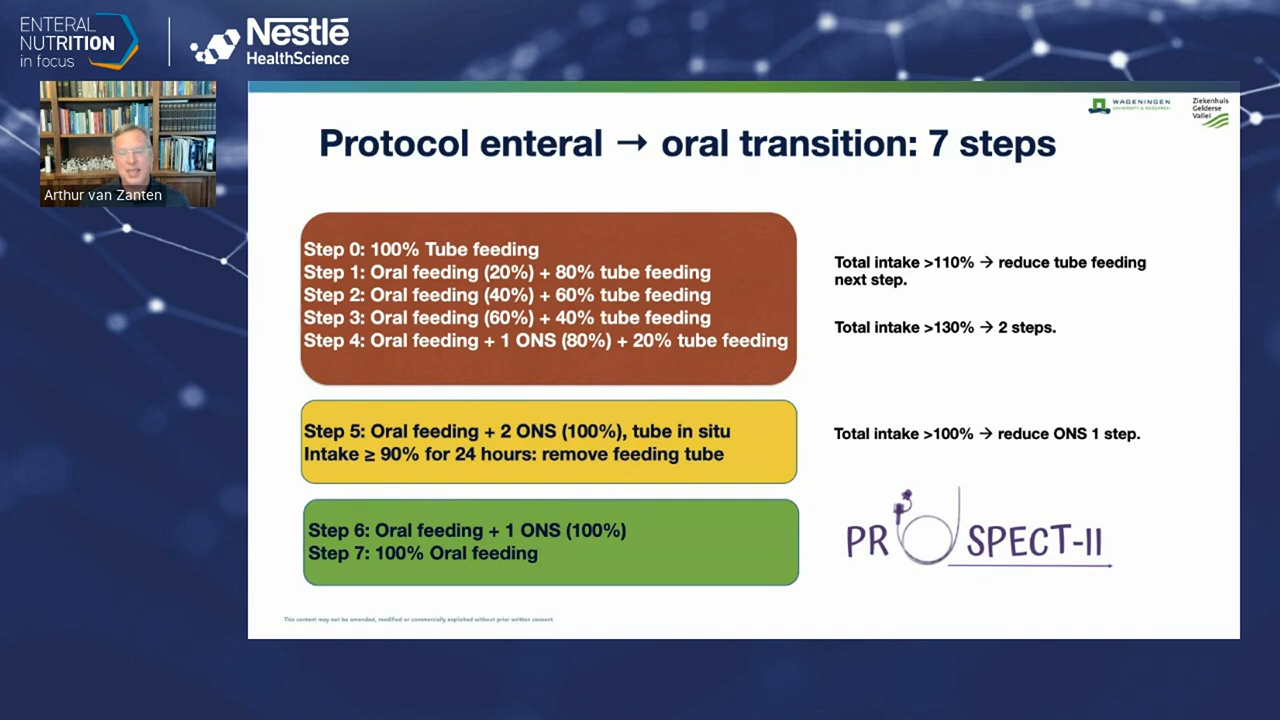 ENTERAL
NUTRITION
in focus
Nestlé
HealthScience
Arthur van Zanten
WAGENINGEN
UNIVERSITY & RESEARCH
Ziekenhuis
Gelderse
Vallei
Protocol enteral → oral transition: 7 steps
Step 0: 100% Tube feeding
Step 1: Oral feeding (20%) + 80% tube feeding
Step 2: Oral feeding (40%) + 60% tube feeding
Step 3: Oral feeding (60%) + 40% tube feeding
Step 4: Oral feeding + 1 ONS (80%) + 20% tube feeding
Total intake >110% → reduce tube feeding
next step.
Total intake >130% → 2 steps.
Step 5: Oral feeding + 2 ONS (100%), tube in situ
Intake ≥ 90% for 24 hours: remove feeding tube
Total intake >100% → reduce ONS 1 step.
Step 6: Oral feeding + 1 ONS (100%)
Step 7: 100% Oral feeding
PROSPECT-II
This content may not be amended, modified or commercially exploited without prior written consent